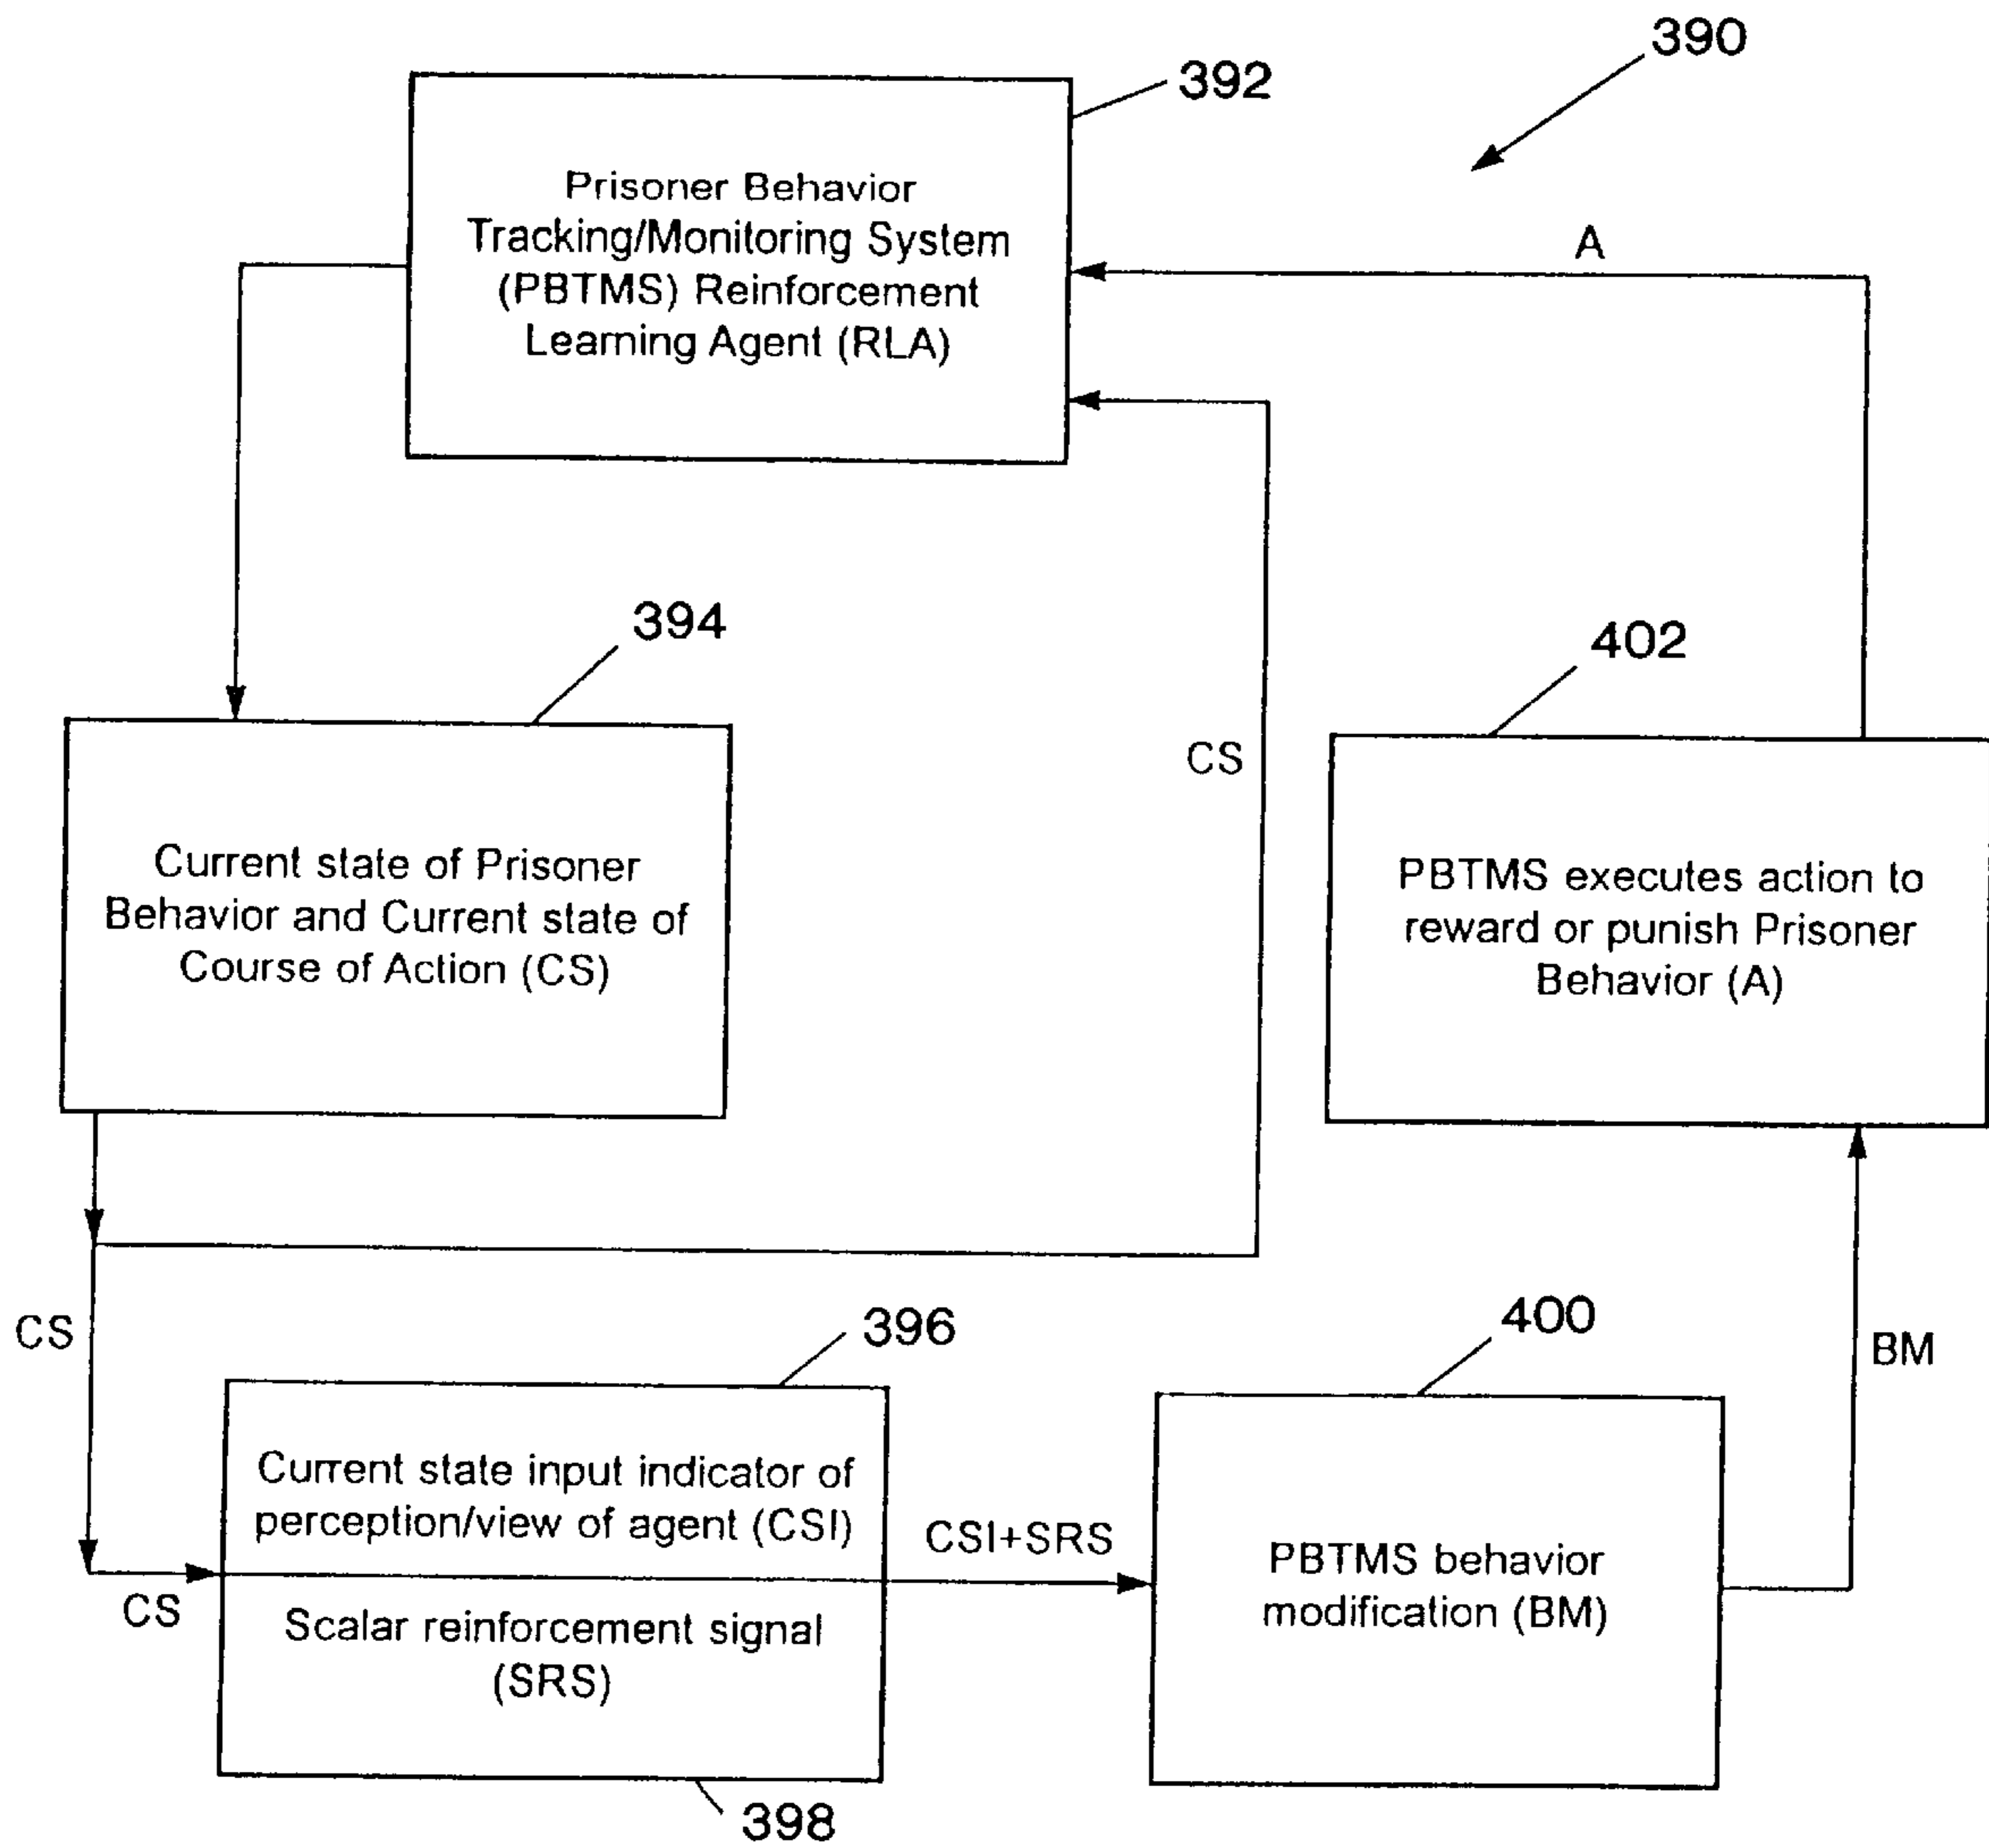 390
392
Prisoner Behavior
Tracking/Monitoring System
(PBTMS) Reinforcement
Learning Agent (RLA)
A
394
402
CS
Current state of Prisoner
Behavior and Current state of
Course of Action (CS)
PBTMS executes action to
reward or punish Prisoner
Behavior (A)
CS
396
400
BM
Current state input indicator of
perception/view of agent (CSI)
CSI+SRS
PBTMS behavior
modification (BM)
CS
Scalar reinforcement signal
(SRS)
398